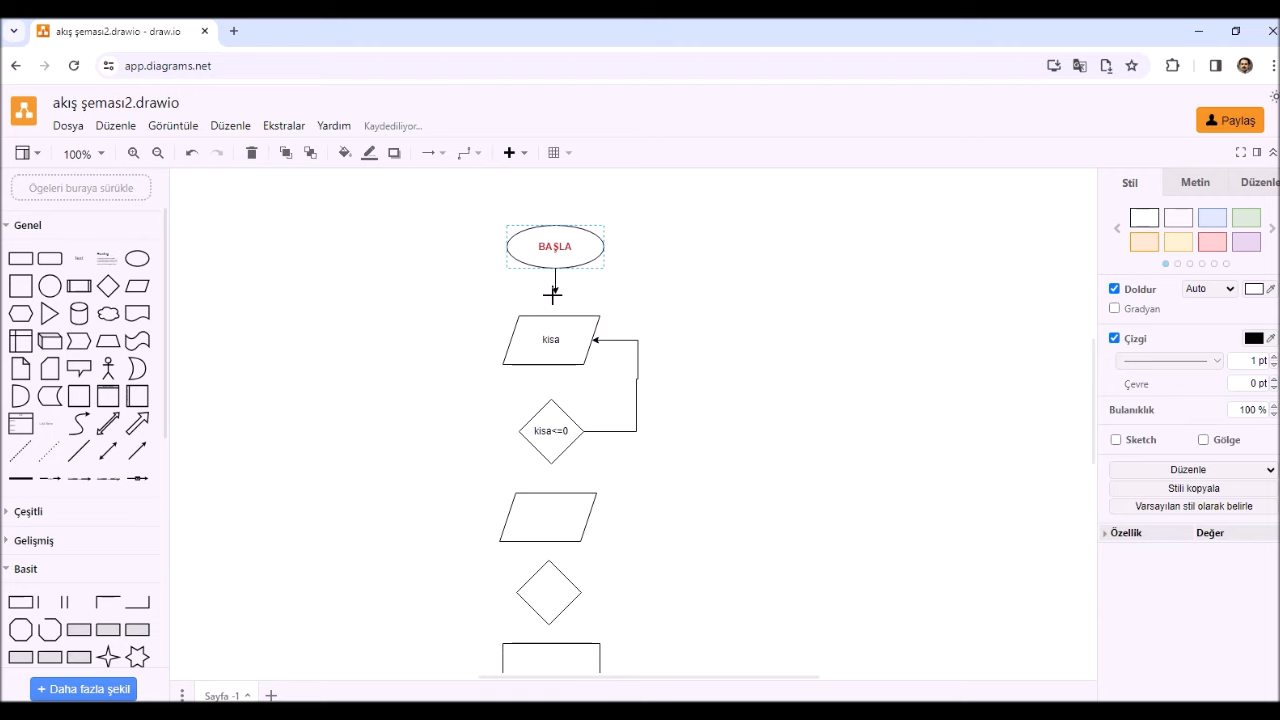 akış şeması2.drawio - draw.io
app.diagrams.net
akış şeması2.drawio
Dosya Düzenle Görüntüle Düzenle Ekstralar Yardım Kaydediliyor...
Paylaş
100%
Ögeleri buraya sürükle
Stil Metin Düzenle
Genel
BAŞLA
Doldur Auto
Gradyan
Çizgi
kisa
1 pt
Çevre 0 pt
Bulanıklık 100 %
kisa<=0
Sketch Gölge
Düzenle
Stili kopyala
Varsayılan stil olarak belirle
Çeşitli
Özellik Değer
Gelişmiş
Basit
+ Daha fazla şekil
Sayfa -1